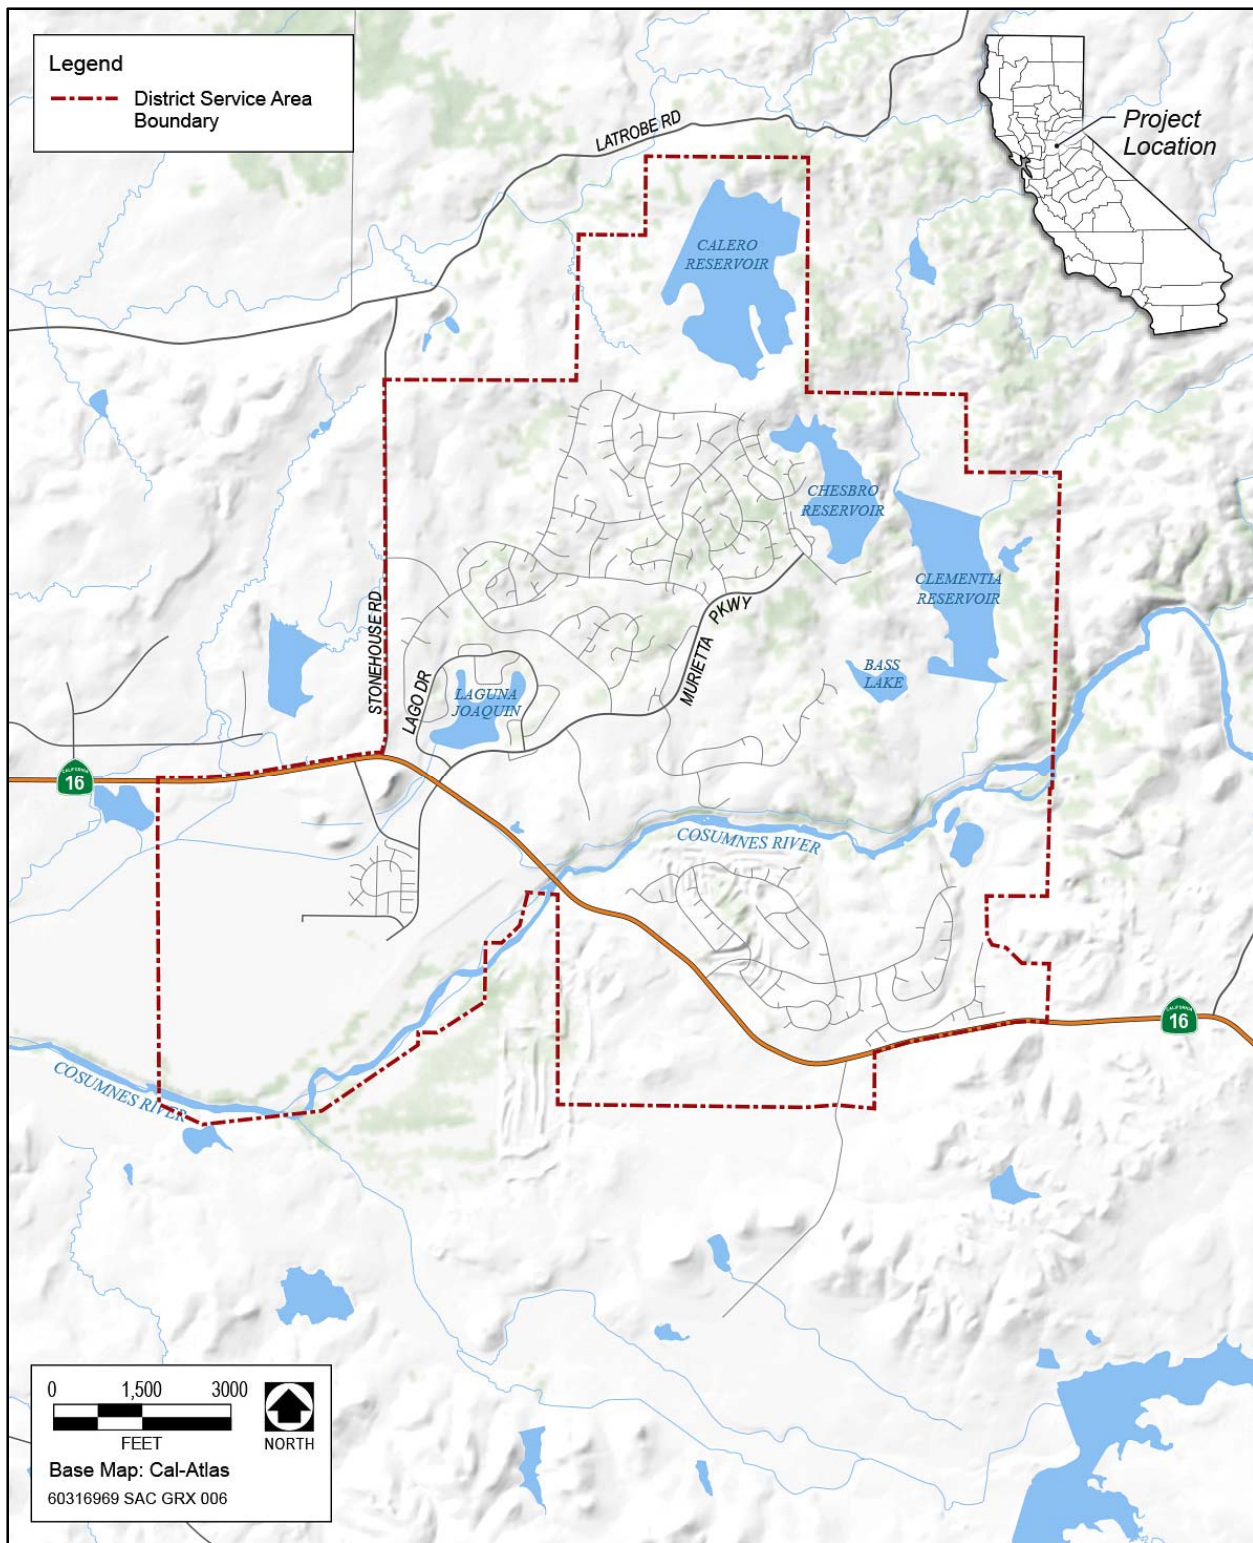 Legend
District Service Area
Boundary
LATROBE RD
Project
Location
CALERO
RESERVOIR
CHESBRO
RESERVOIR
CLEMENTIA
RESERVOIR
STONEHOUSE RD
LAGO DR
LAGUNA
JOAQUIN
MURIETTA PKWY
BASS
LAKE
CALIFORNIA
16
COSUMNES RIVER
CALIFORNIA
16
COSUMNES RIVER
0 1,500 3000
FEET
NORTH
Base Map: Cal-Atlas
60316969 SAC GRX 006